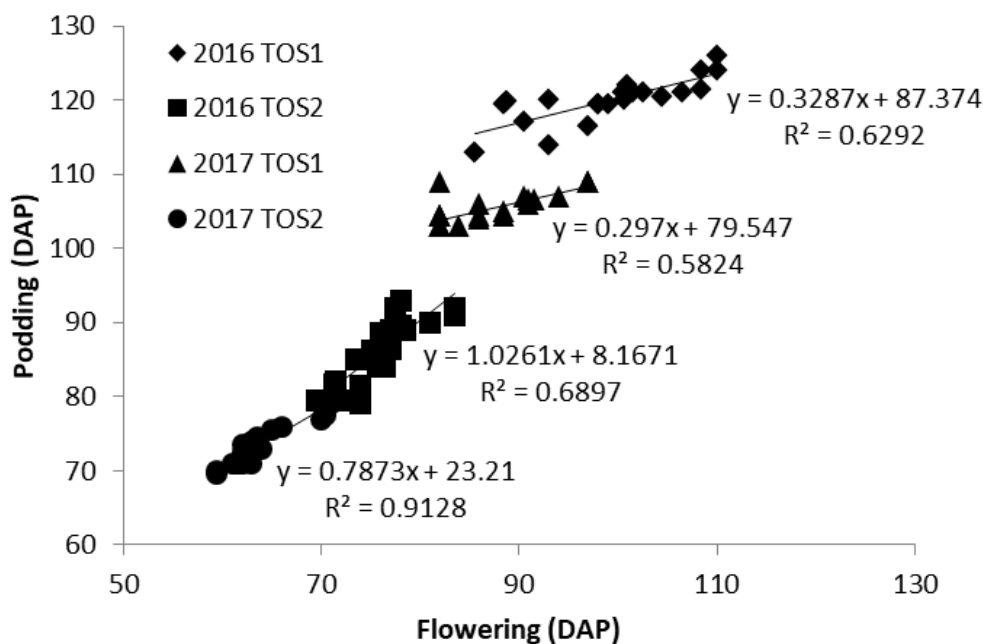 130
120
110
100
90
80
70
60
Podding (DAP)
2016 TOS1
2016 TOS2
2017 TOS1
2017 TOS2
y = 0.3287x + 87.374
R² = 0.6292
y = 0.297x + 79.547
R² = 0.5824
y = 1.0261x + 8.1671
R² = 0.6897
y = 0.7873x + 23.21
R² = 0.9128
50
70
90
110
130
Flowering (DAP)